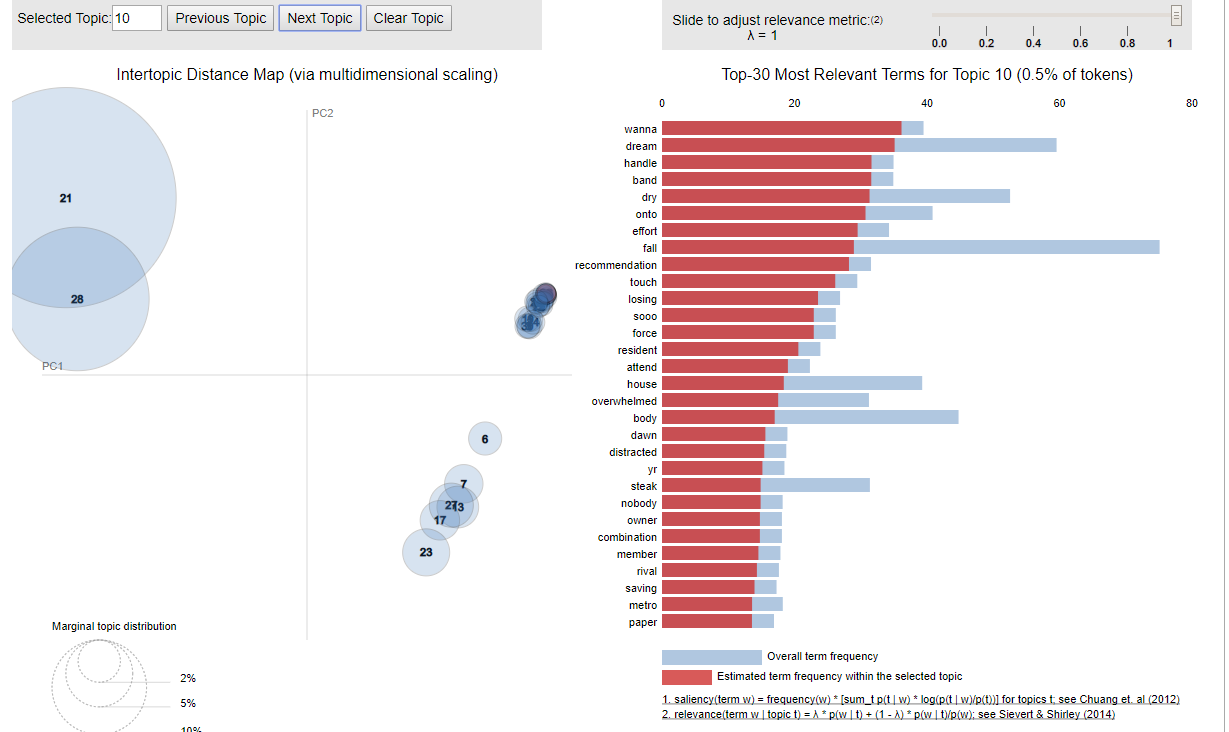 Selected Topic: 10 Previous Topic Next Topic Clear Topic
Slide to adjust relevance metric:(2)
λ = 1
0.0 0.2 0.4 0.6 0.8 1
Intertopic Distance Map (via multidimensional scaling)
PC2
PC1
21
28
6
7
27
13
17
23
Marginal topic distribution
2%
5%
10%
Top-30 Most Relevant Terms for Topic 10 (0.5% of tokens)
0 20 40 60 80
wanna
dream
handle
band
dry
onto
effort
fall
recommendation
touch
losing
sooo
force
resident
attend
house
overwhelmed
body
dawn
distracted
yr
steak
nobody
owner
combination
member
rival
saving
metro
paper
Overall term frequency
Estimated term frequency within the selected topic
1. saliency(term w) = frequency(w) * [sum_t p(t | w) * log(p(t | w)/p(t))] for topics t; see Chuang et. al (2012)
2. relevance(term w | topic t) = λ * p(w | t) + (1 - λ) * p(w | t)/p(w); see Sievert & Shirley (2014)